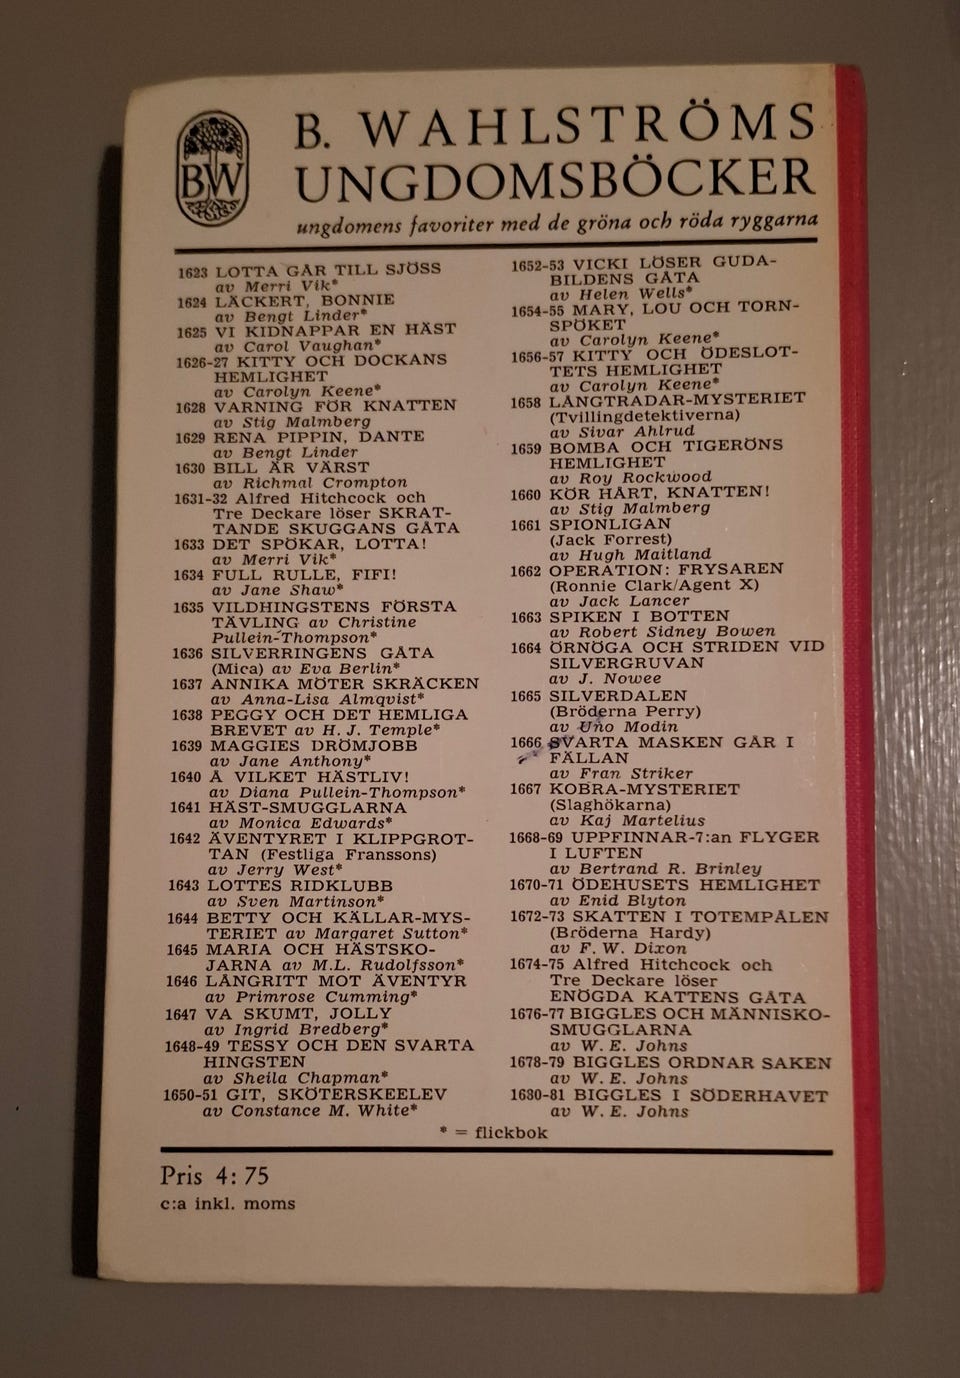 BW
B. WAHLSTRÖMS
UNGDOMSBÖCKER
ungdomens favoriter med de gröna och röda ryggarna
1623 LOTTA GÅR TILL SJÖSS
av Merri Vik*
1624 LÄCKERT, BONNIE
av Bengt Linder*
1625 VI KIDNAPPAR EN HÄST
av Carol Vaughan*
1626-27 KITTY OCH DOCKANS
HEMLIGHET
av Carolyn Keene*
1628 VARNING FÖR KNATTEN
av Stig Malmberg
1629 RENA PIPPIN, DANTE
av Bengt Linder
1630 BILL ÄR VÄRST
av Richmal Crompton
1631-32 Alfred Hitchcock och
Tre Deckare löser SKRAT-
TANDE SKUGGANS GÅTA
1633 DET SPÖKAR, LOTTA!
av Merri Vik*
1634 FULL RULLE, FIFI!
av Jane Shaw*
1635 VILDHINGSTENS FÖRSTA
TÄVLING av Christine
Pullein-Thompson*
1636 SILVERRINGENS GÅTA
(Mica) av Eva Berlin*
1637 ANNIKA MÖTER SKRÄCKEN
av Anna-Lisa Almqvist*
1638 PEGGY OCH DET HEMLIGA
BREVET av H. J. Temple*
1639 MAGGIES DRÖMJOBB
av Jane Anthony*
1640 Å VILKET HÄSTLIV!
av Diana Pullein-Thompson*
1641 HÄST-SMUGGLARNA
av Monica Edwards*
1642 ÄVENTYRET I KLIPPGROT-
TAN (Festliga Franssons)
av Jerry West*
1643 LOTTES RIDKLUBB
av Sven Martinson*
1644 BETTY OCH KÄLLAR-MYS-
TERIET av Margaret Sutton*
1645 MARIA OCH HÄSTSKO-
JARNA av M.L. Rudolfsson*
1646 LÅNGRITT MOT ÄVENTYR
av Primrose Cumming*
1647 VA SKUMT, JOLLY
av Ingrid Bredberg*
1648-49 TESSY OCH DEN SVARTA
HINGSTEN
av Sheila Chapman*
1650-51 GIT, SKÖTERSKEELEV
av Constance M. White*
1652-53 VICKI LÖSER GUDA-
BILDENS GÅTA
av Helen Wells*
1654-55 MARY, LOU OCH TORN-
SPÖKET
av Carolyn Keene*
1656-57 KITTY OCH ÖDESLOT-
TETS HEMLIGHET
av Carolyn Keene*
1658 LÅNGTRADAR-MYSTERIET
(Tvillingdetektiverna)
av Sivar Ahlrud
1659 BOMBA OCH TIGERÖNS
HEMLIGHET
av Roy Rockwood
1660 KÖR HÅRT, KNATTEN!
av Stig Malmberg
1661 SPIONLIGAN
(Jack Forrest)
av Hugh Maitland
1662 OPERATION: FRYSAREN
(Ronnie Clark/Agent X)
av Jack Lancer
1663 SPIKEN I BOTTEN
av Robert Sidney Bowen
1664 ÖRNÖGA OCH STRIDEN VID
SILVERGRUVAN
av J. Nowee
1665 SILVERDALEN
(Bröderna Perry)
av Uno Modin
1666 SVARTA MASKEN GÅR I
FÄLLAN
av Fran Striker
1667 KOBRA-MYSTERIET
(Slaghökarna)
av Kaj Martelius
1668-69 UPPFINNAR-7:an FLYGER
I LUFTEN
av Bertrand R. Brinley
1670-71 ÖDEHUSETS HEMLIGHET
av Enid Blyton
1672-73 SKATTEN I TOTEMPÅLEN
(Bröderna Hardy)
av F. W. Dixon
1674-75 Alfred Hitchcock och
Tre Deckare löser
ENÖGDA KATTENS GÅTA
1676-77 BIGGLES OCH MÄNNISKO-
SMUGGLARNA
av W. E. Johns
1678-79 BIGGLES ORDNAR SAKEN
av W. E. Johns
1680-81 BIGGLES I SÖDERHAVET
av W. E. Johns
* = flickbok
Pris 4:75
c:a inkl. moms